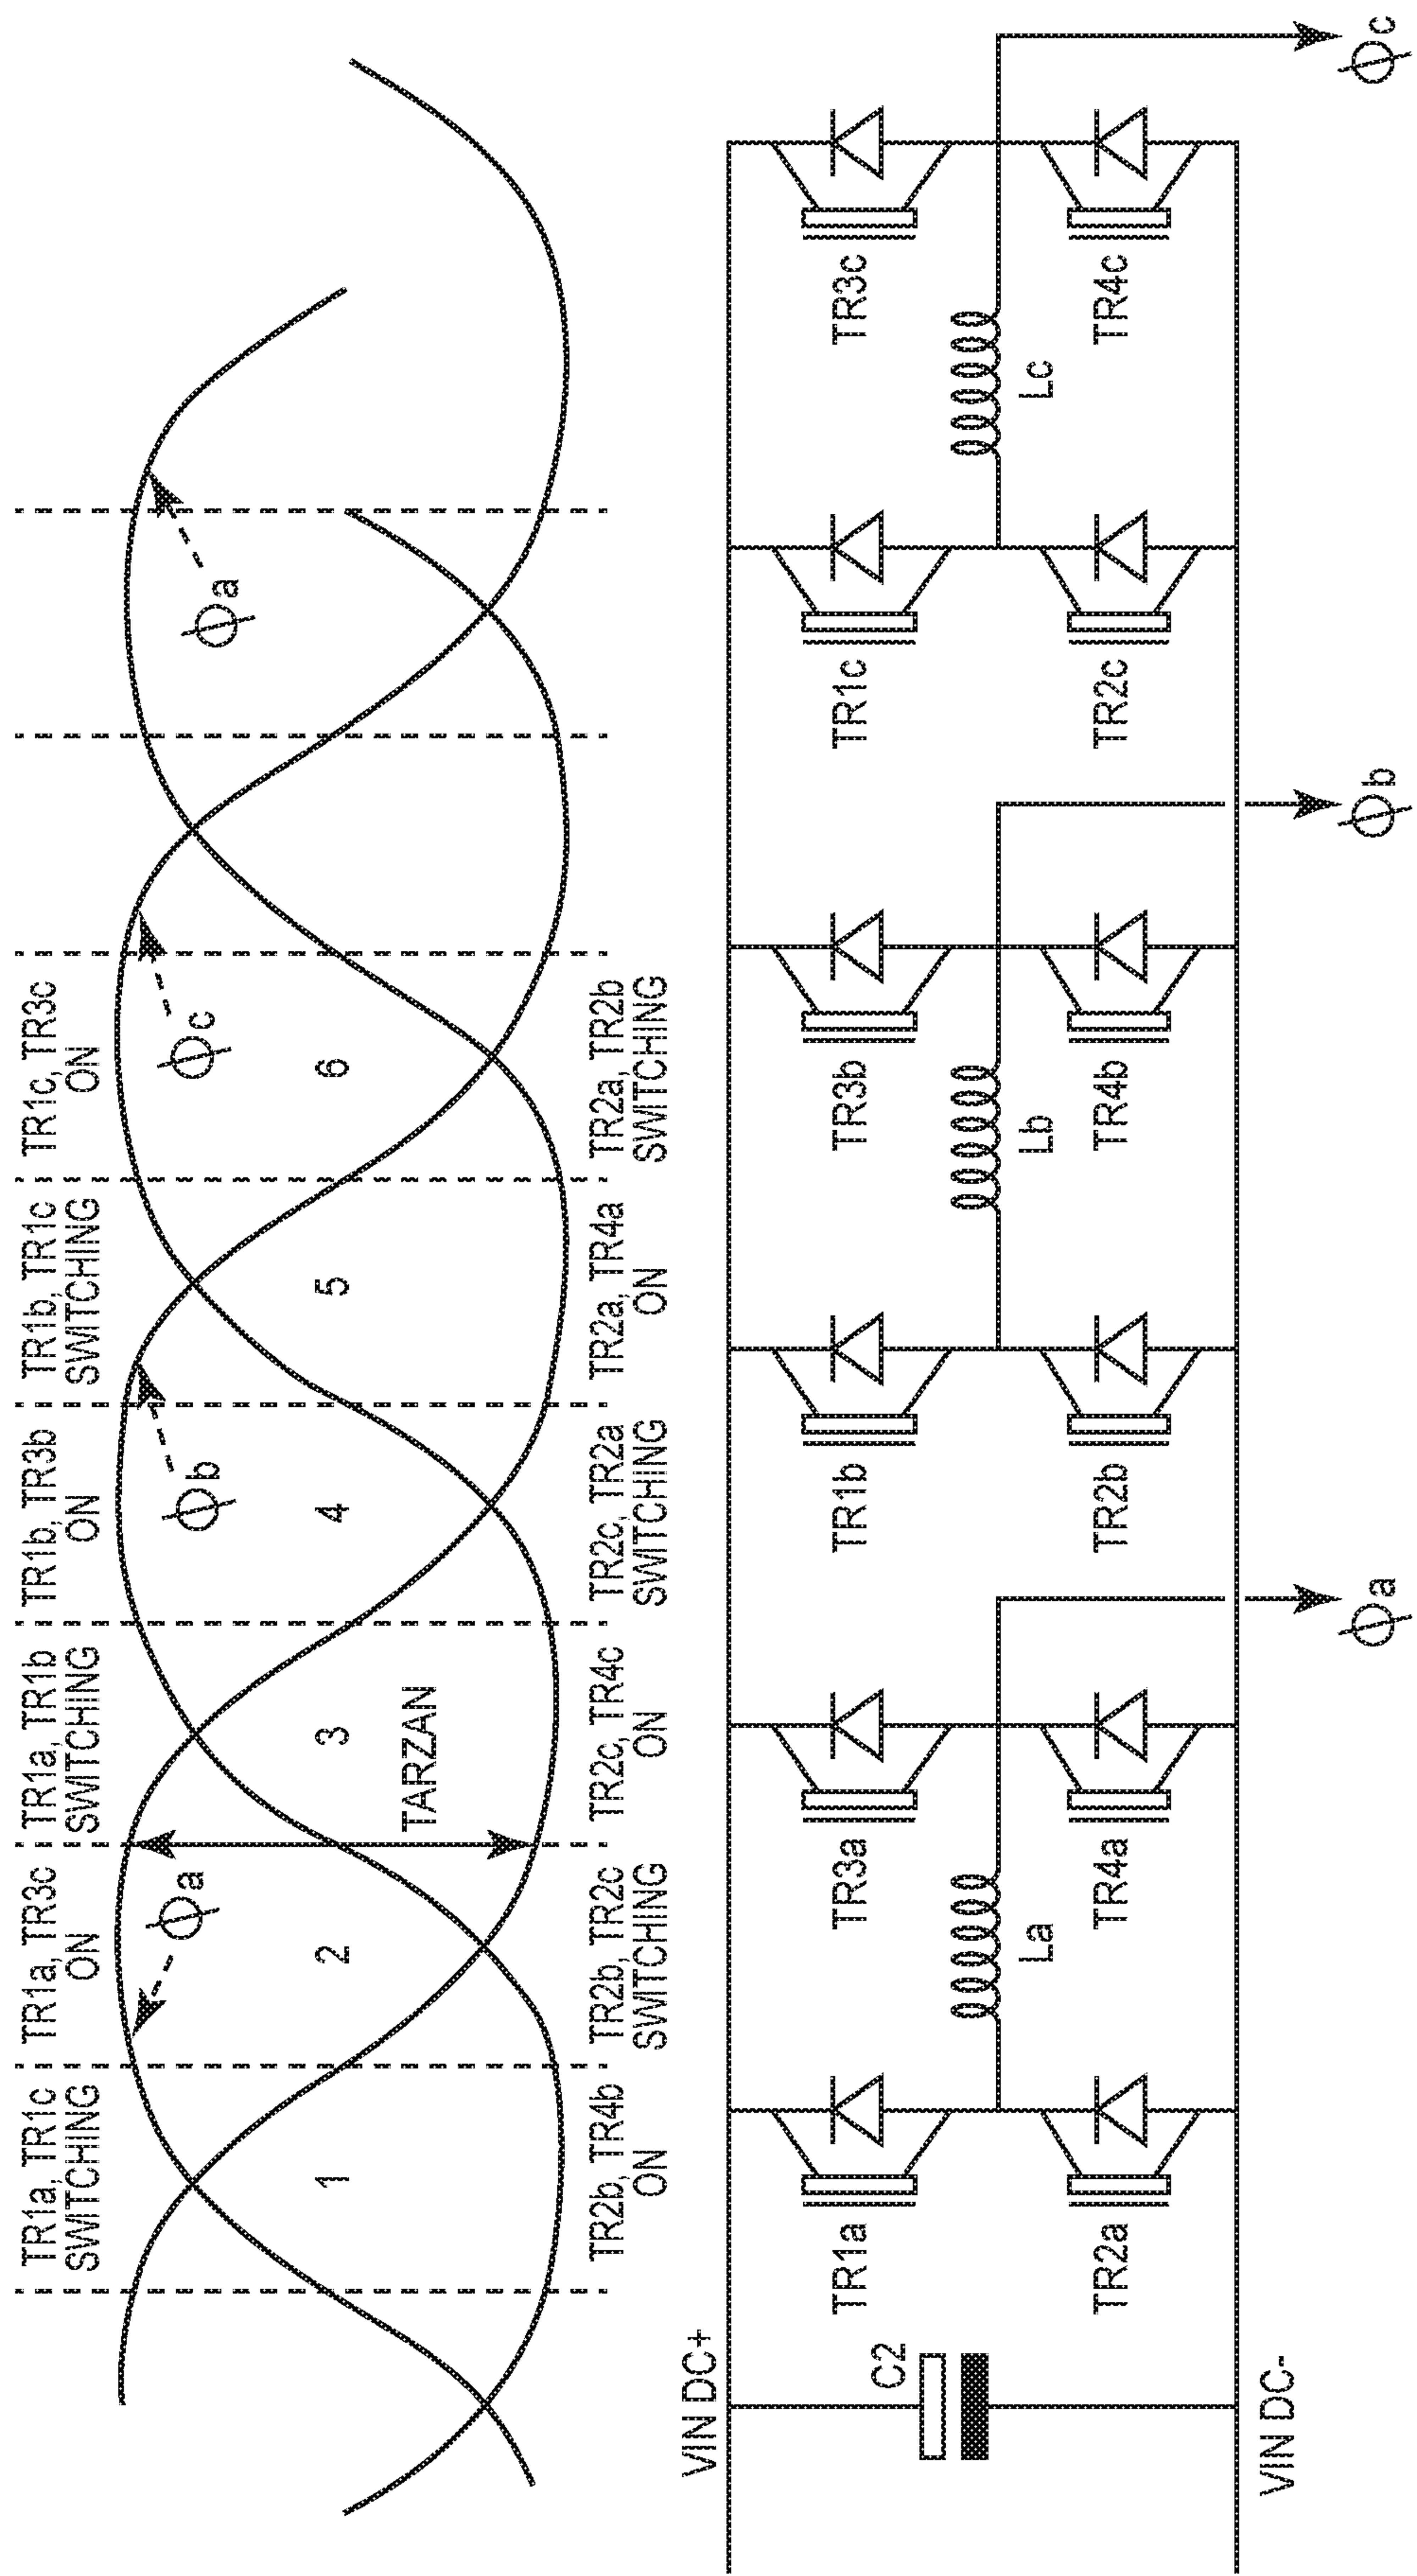 TR1a, TR1c
SWITCHING
TR1a, TR3c
ON
TR1a, TR1b
SWITCHING
TR1b, TR3b
ON
TR1b, TR1c
SWITCHING
TR1c, TR3c
ON
ϕa
ϕb
ϕc
ϕa
1
2
3
4
5
6
TARZAN
TR2b, TR4b
ON
TR2b, TR2c
SWITCHING
TR2c, TR4c
ON
TR2c, TR2a
SWITCHING
TR2a, TR4a
ON
TR2a, TR2b
SWITCHING
VIN DC+
C2
TR1a
TR3a
TR1b
TR3b
TR1c
TR3c
La
Lb
Lc
TR2a
TR4a
TR2b
TR4b
TR2c
TR4c
VIN DC-
ϕa
ϕb
ϕc